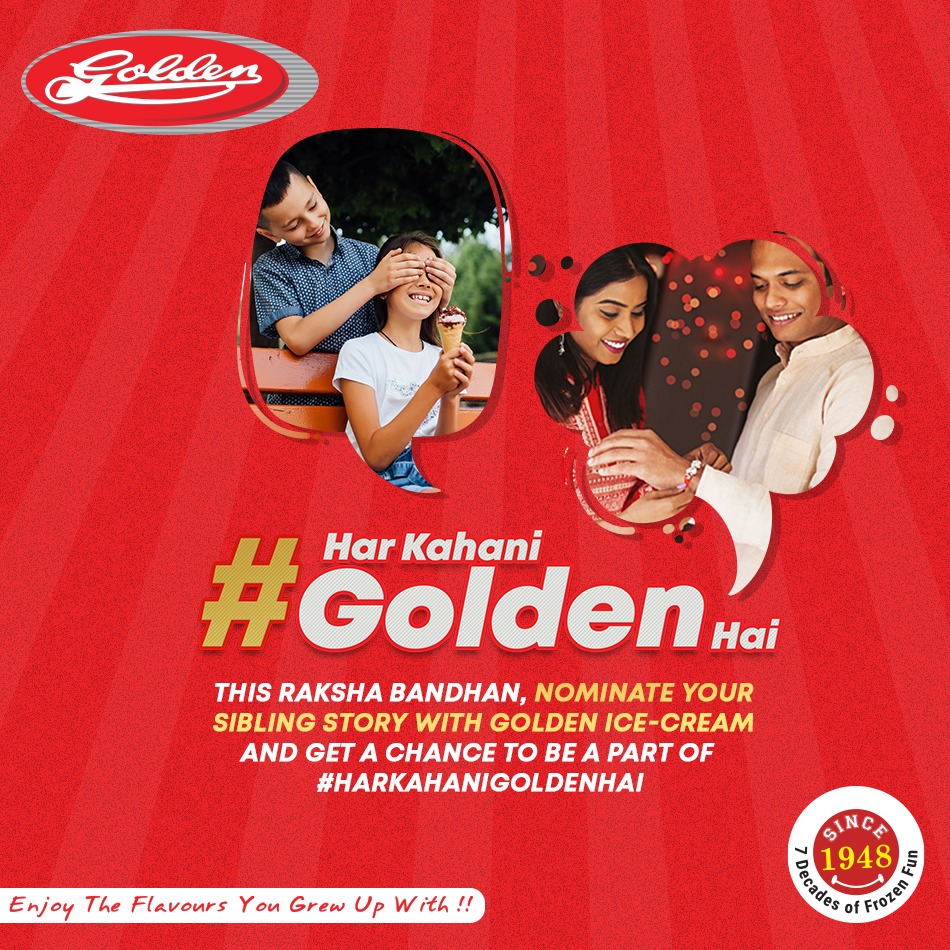 Golden
Har Kahani
#Golden Hai
THIS RAKSHA BANDHAN, NOMINATE YOUR
SIBLING STORY WITH GOLDEN ICE-CREAM
AND GET A CHANCE TO BE A PART OF
#HARKAHANIGOLDENHAI
SINCE
1948
7 Decades of Frozen Fun
Enjoy The Flavours You Grew Up With !!